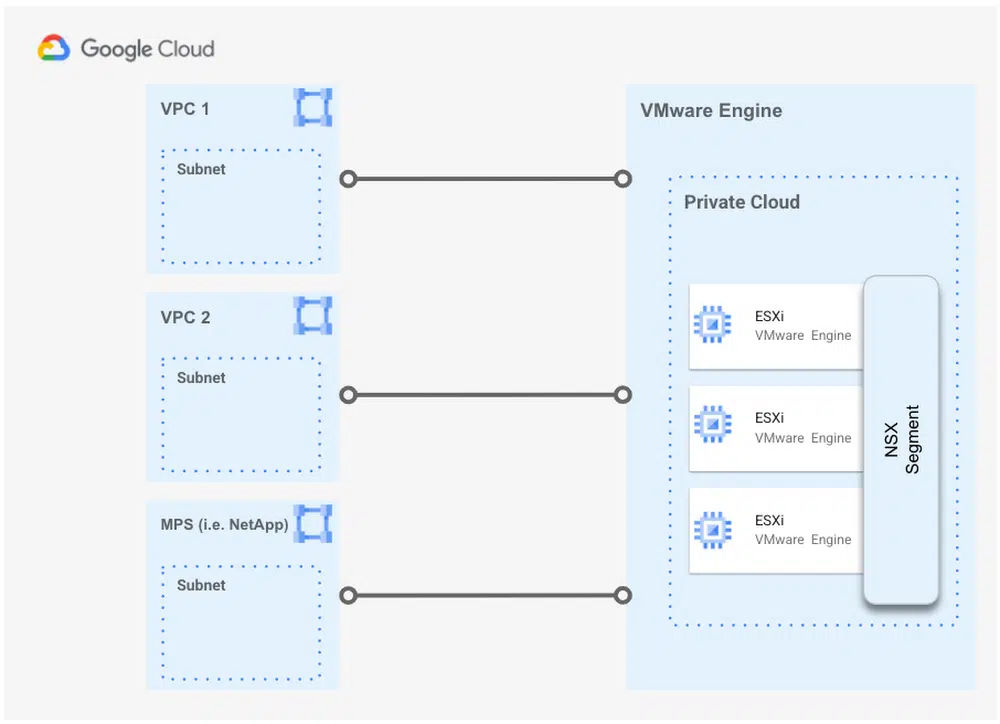 Google Cloud
VPC 1
Subnet
VPC 2
Subnet
MPS (i.e. NetApp)
Subnet
VMware Engine
Private Cloud
ESXi
VMware Engine
ESXi
VMware Engine
ESXi
VMware Engine
NSX
Segment